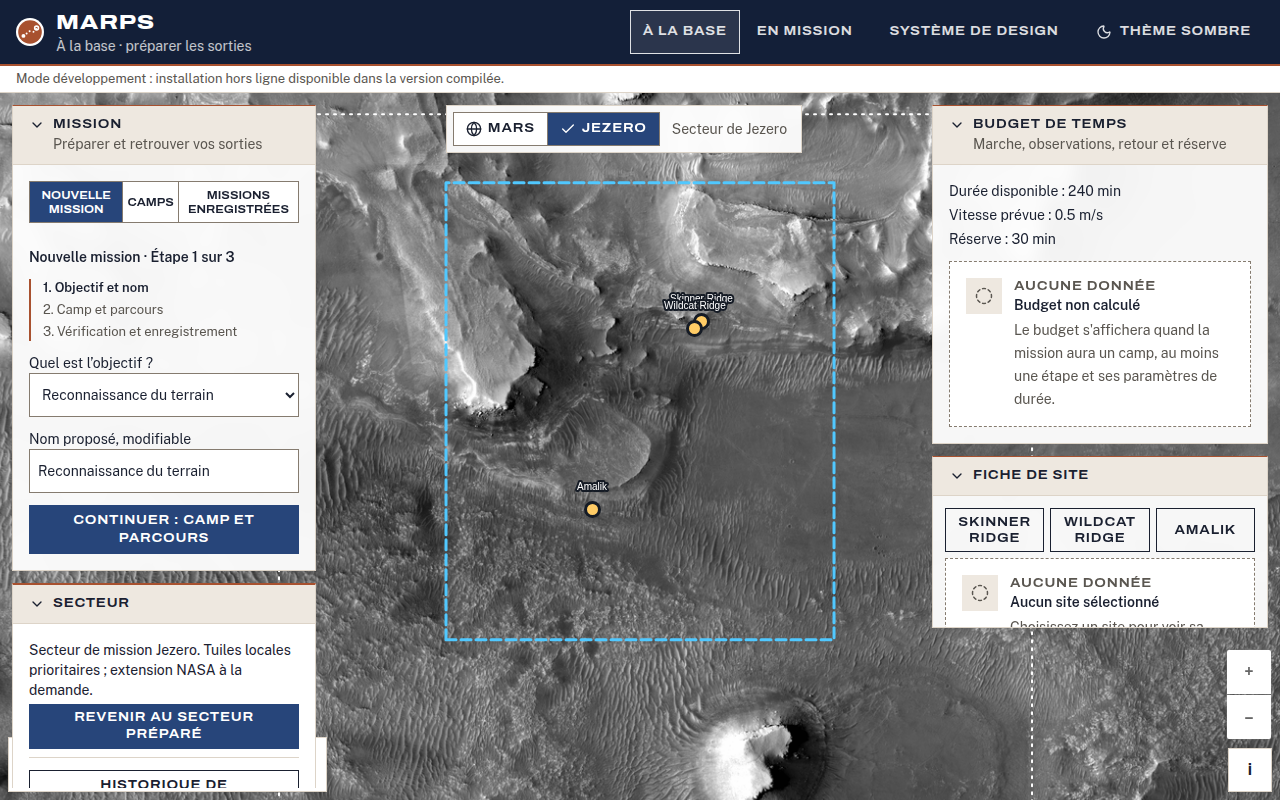 MARPS
À la base · préparer les sorties
À LA BASE
EN MISSION
SYSTÈME DE DESIGN
THÈME SOMBRE
Mode développement : installation hors ligne disponible dans la version compilée.
MISSION
Préparer et retrouver vos sorties
NOUVELLE
MISSION
CAMPS
MISSIONS
ENREGISTRÉES
Nouvelle mission · Étape 1 sur 3
1. Objectif et nom
2. Camp et parcours
3. Vérification et enregistrement
Quel est l'objectif ?
Reconnaissance du terrain
Nom proposé, modifiable
Reconnaissance du terrain
CONTINUER : CAMP ET
PARCOURS
SECTEUR
Secteur de mission Jezero. Tuiles locales
prioritaires ; extension NASA à la
demande.
REVENIR AU SECTEUR
PRÉPARÉ
HISTORIQUE DE
MARS
JEZERO
Secteur de Jezero
Skinner Ridge
Wildcat Ridge
Amalik
BUDGET DE TEMPS
Marche, observations, retour et réserve
Durée disponible : 240 min
Vitesse prévue : 0.5 m/s
Réserve : 30 min
AUCUNE DONNÉE
Budget non calculé
Le budget s'affichera quand la
mission aura un camp, au moins
une étape et ses paramètres de
durée.
FICHE DE SITE
SKINNER
RIDGE
WILDCAT
RIDGE
AMALIK
AUCUNE DONNÉE
Aucun site sélectionné
Choisissez un site pour voir sa
+
−
i